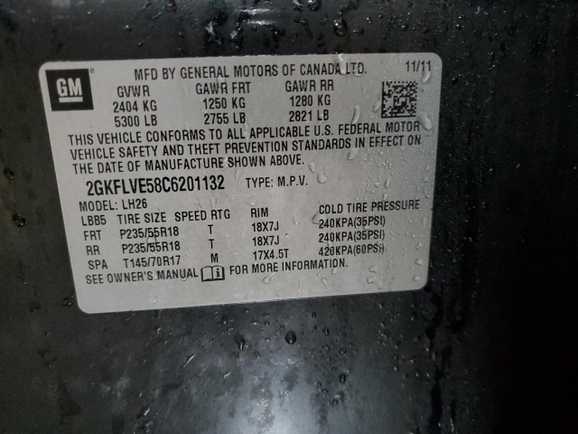 GM
MFD BY GENERAL MOTORS OF CANADA LTD. 11/11
GVWR GAWR FRT GAWR RR
2404 KG 1250 KG 1280 KG
5300 LB 2755 LB 2821 LB
THIS VEHICLE CONFORMS TO ALL APPLICABLE U.S. FEDERAL MOTOR
VEHICLE SAFETY AND THEFT PREVENTION STANDARDS IN EFFECT ON
THE DATE OF MANUFACTURE SHOWN ABOVE.
2GKFLVE58C6201132 TYPE: M.P.V.
MODEL: LH26
LBB5 TIRE SIZE SPEED RTG RIM COLD TIRE PRESSURE
FRT P235/55R18 T 18X7J 240KPA(35PSI)
RR P235/55R18 T 18X7J 240KPA(35PSI)
SPA T145/70R17 M 17X4.5T 420KPA(60PSI)
SEE OWNER'S MANUAL FOR MORE INFORMATION.